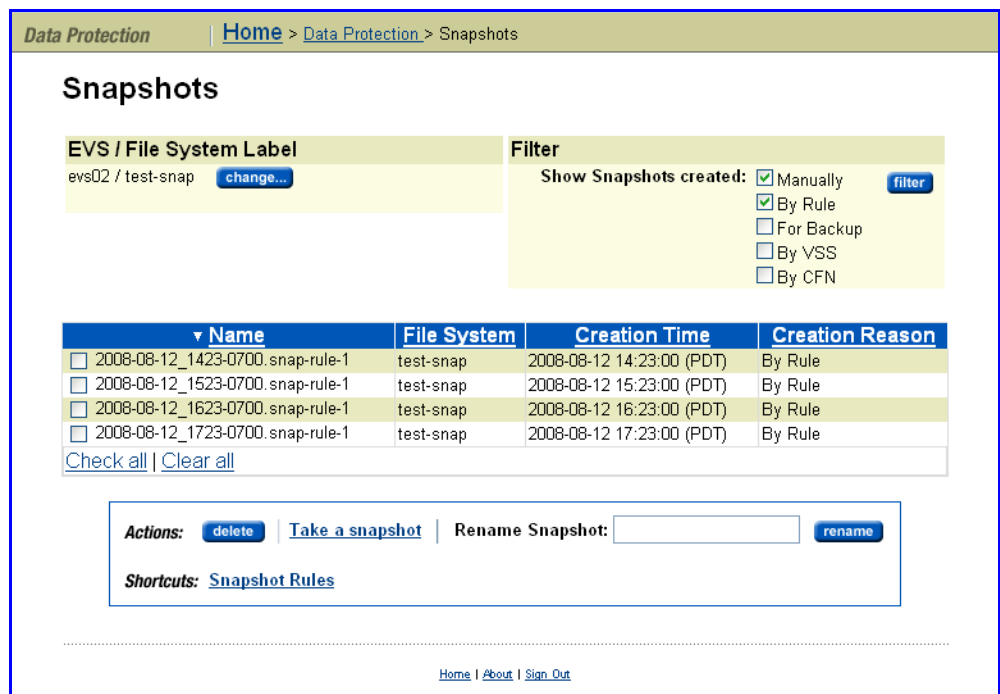 Data Protection | Home > Data Protection > Snapshots
Snapshots
EVS / File System Label
evs02 / test-snap change...
Filter
Show Snapshots created: Manually filter
By Rule
For Backup
By VSS
By CFN
Name File System Creation Time Creation Reason
2008-08-12_1423-0700.snap-rule-1 test-snap 2008-08-12 14:23:00 (PDT) By Rule
2008-08-12_1523-0700.snap-rule-1 test-snap 2008-08-12 15:23:00 (PDT) By Rule
2008-08-12_1623-0700.snap-rule-1 test-snap 2008-08-12 16:23:00 (PDT) By Rule
2008-08-12_1723-0700.snap-rule-1 test-snap 2008-08-12 17:23:00 (PDT) By Rule
Check all | Clear all
Actions: delete | Take a snapshot | Rename Snapshot: rename
Shortcuts: Snapshot Rules
Home | About | Sign Out